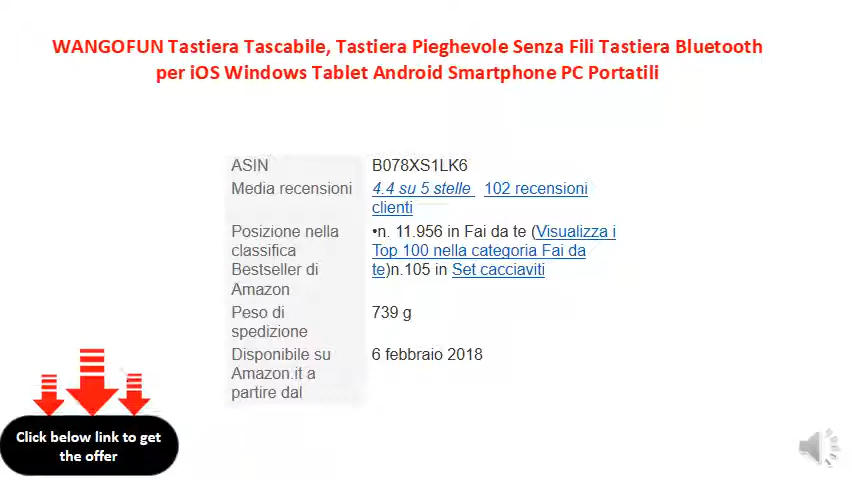 WANGOFUN Tastiera Tascabile, Tastiera Pieghevole Senza Fili Tastiera Bluetooth
per iOS Windows Tablet Android Smartphone PC Portatili
ASIN B078XS1LK6
Media recensioni 4.4 su 5 stelle 102 recensioni
clienti
Posizione nella •n. 11.956 in Fai da te (Visualizza i
classifica Top 100 nella categoria Fai da
Bestseller di te)n.105 in Set cacciaviti
Amazon
Peso di 739 g
spedizione
Disponibile su 6 febbraio 2018
Amazon.it a
partire dal
Click below link to get
the offer